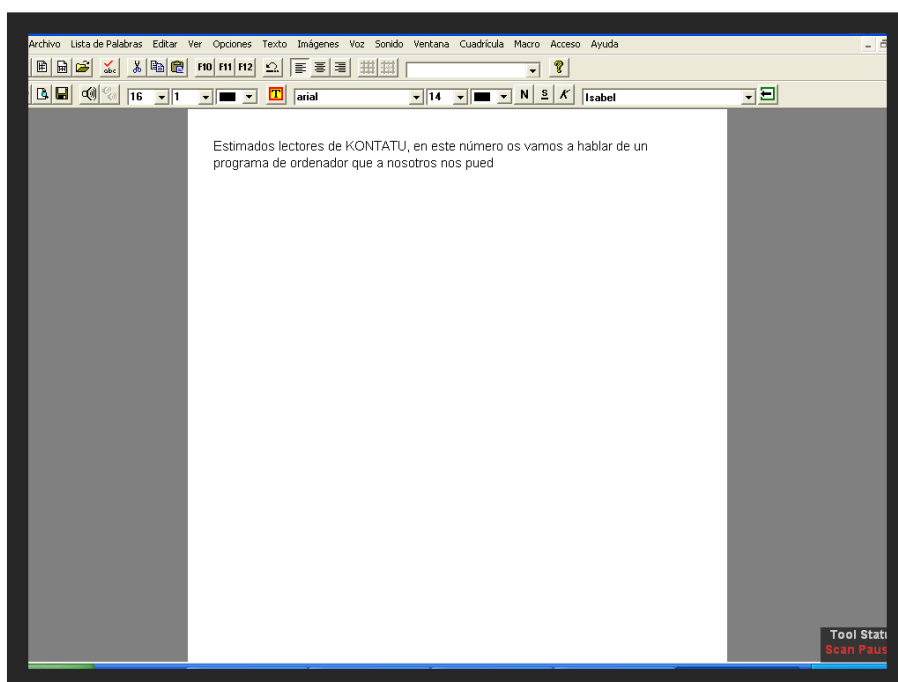 Archivo Lista de Palabras Editar Ver Opciones Texto Imágenes Voz Sonido Ventana Cuadrícula Macro Acceso Ayuda
abc F10 F11 F12
16 1 T arial 14 N S K Isabel
Estimados lectores de KONTATU, en este número os vamos a hablar de un
programa de ordenador que a nosotros nos pued
Tool Statu
Scan Paus